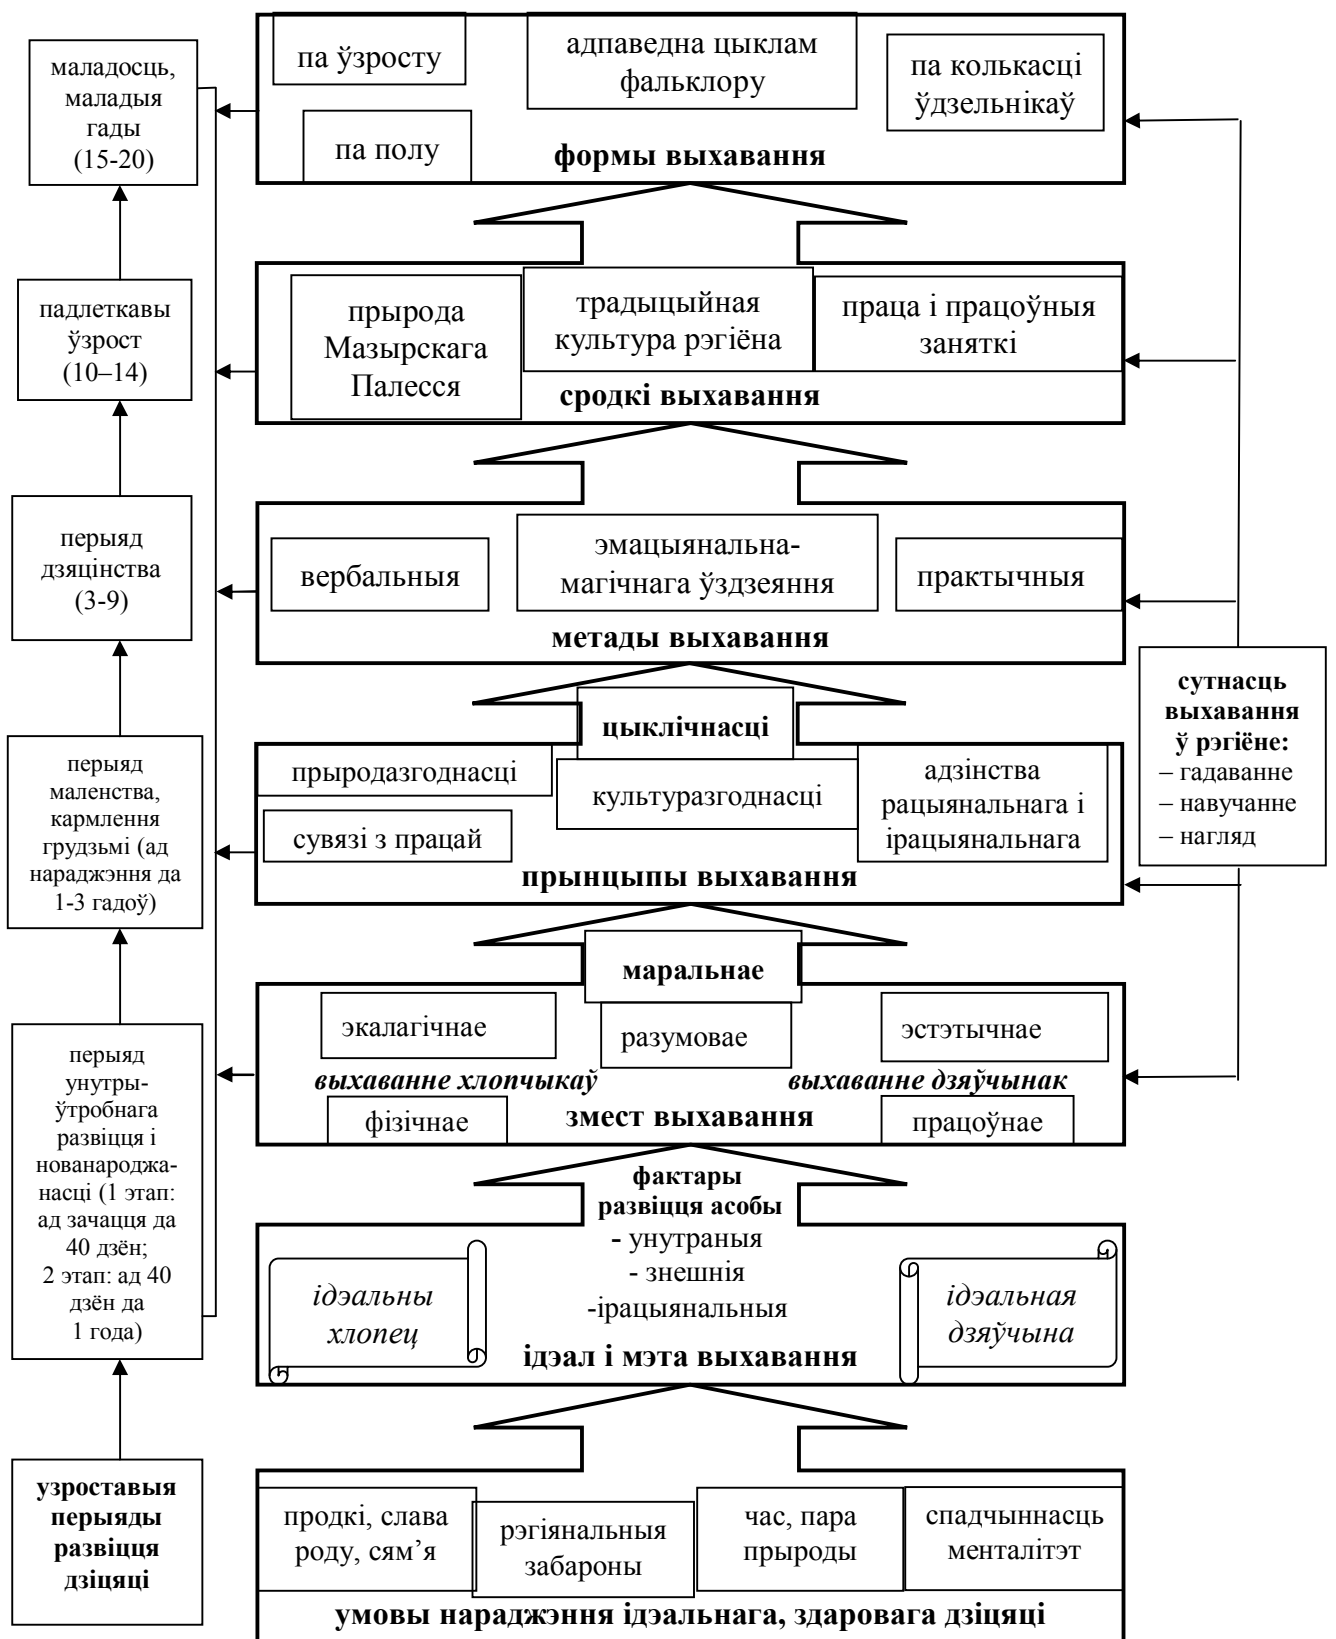 маладосць,
маладыя
гады
(15-20)
падлеткавы
ўзрост
(10–14)
перыяд
дзяцінства
(3-9)
перыяд
маленства,
кармлення
грудзьмі (ад
нараджэння да
1-3 гадоў)
перыяд
унутры-
ўтробнага
развіцця і
нованароджа-
насці (1 этап:
ад зачацця да
40 дзён;
2 этап: ад 40
дзён да
1 года)
узроставыя
перыяды
развіцця
дзіцяці
па ўзросту
адпаведна цыклам
фальклору
па колькасці
ўдзельнікаў
па полу
формы выхавання
прырода
Мазырскага
Палесся
традыцыйная
культура рэгіёна
праца і працоўныя
заняткі
сродкі выхавання
вербальныя
эмацыянальна-
магічнага ўздзеяння
практычныя
метады выхавання
цыклічнасці
прыродазгоднасці
культуразгоднасці
адзінства
рацыянальнага і
ірацыянальнага
сувязі з працай
прынцыпы выхавання
маральнае
экалагічнае
разумовае
эстэтычнае
выхаванне хлопчыкаў
выхаванне дзяўчынак
фізічнае
змест выхавання
працоўнае
фактары
развіцця асобы
- унутраныя
- знешнія
-ірацыянальныя
ідэальны
хлопец
ідэальная
дзяўчына
ідэал і мэта выхавання
продкі, слава
роду, сям’я
рэгіянальныя
забароны
час, пара
прыроды
спадчыннасць
менталітэт
умовы нараджэння ідэальнага, здаровага дзіцяці
сутнасць
выхавання
ў рэгіёне:
– гадаванне
– навучанне
– нагляд